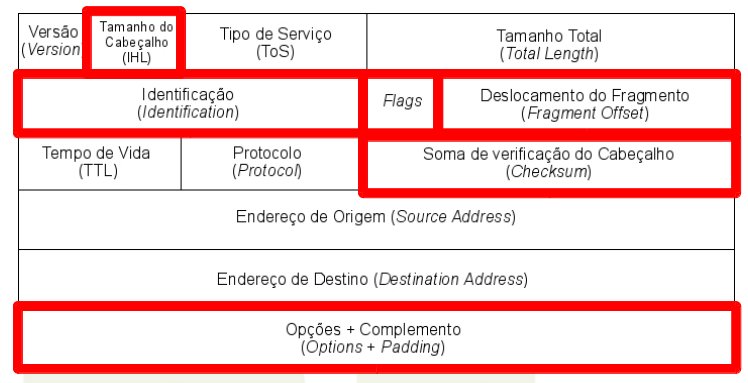 Versão
(Version
Tamanho do
Cabeçalho
(IHL)
Tipo de Serviço
(ToS)
Tamanho Total
(Total Length)
Identificação
(Identification)
Flags
Deslocamento do Fragmento
(Fragment Offset)
Tempo de Vida
(TTL)
Protocolo
(Protocol)
Soma de verificação do Cabeçalho
(Checksum)
Endereço de Origem (Source Address)
Endereço de Destino (Destination Address)
Opções + Complemento
(Options + Padding)